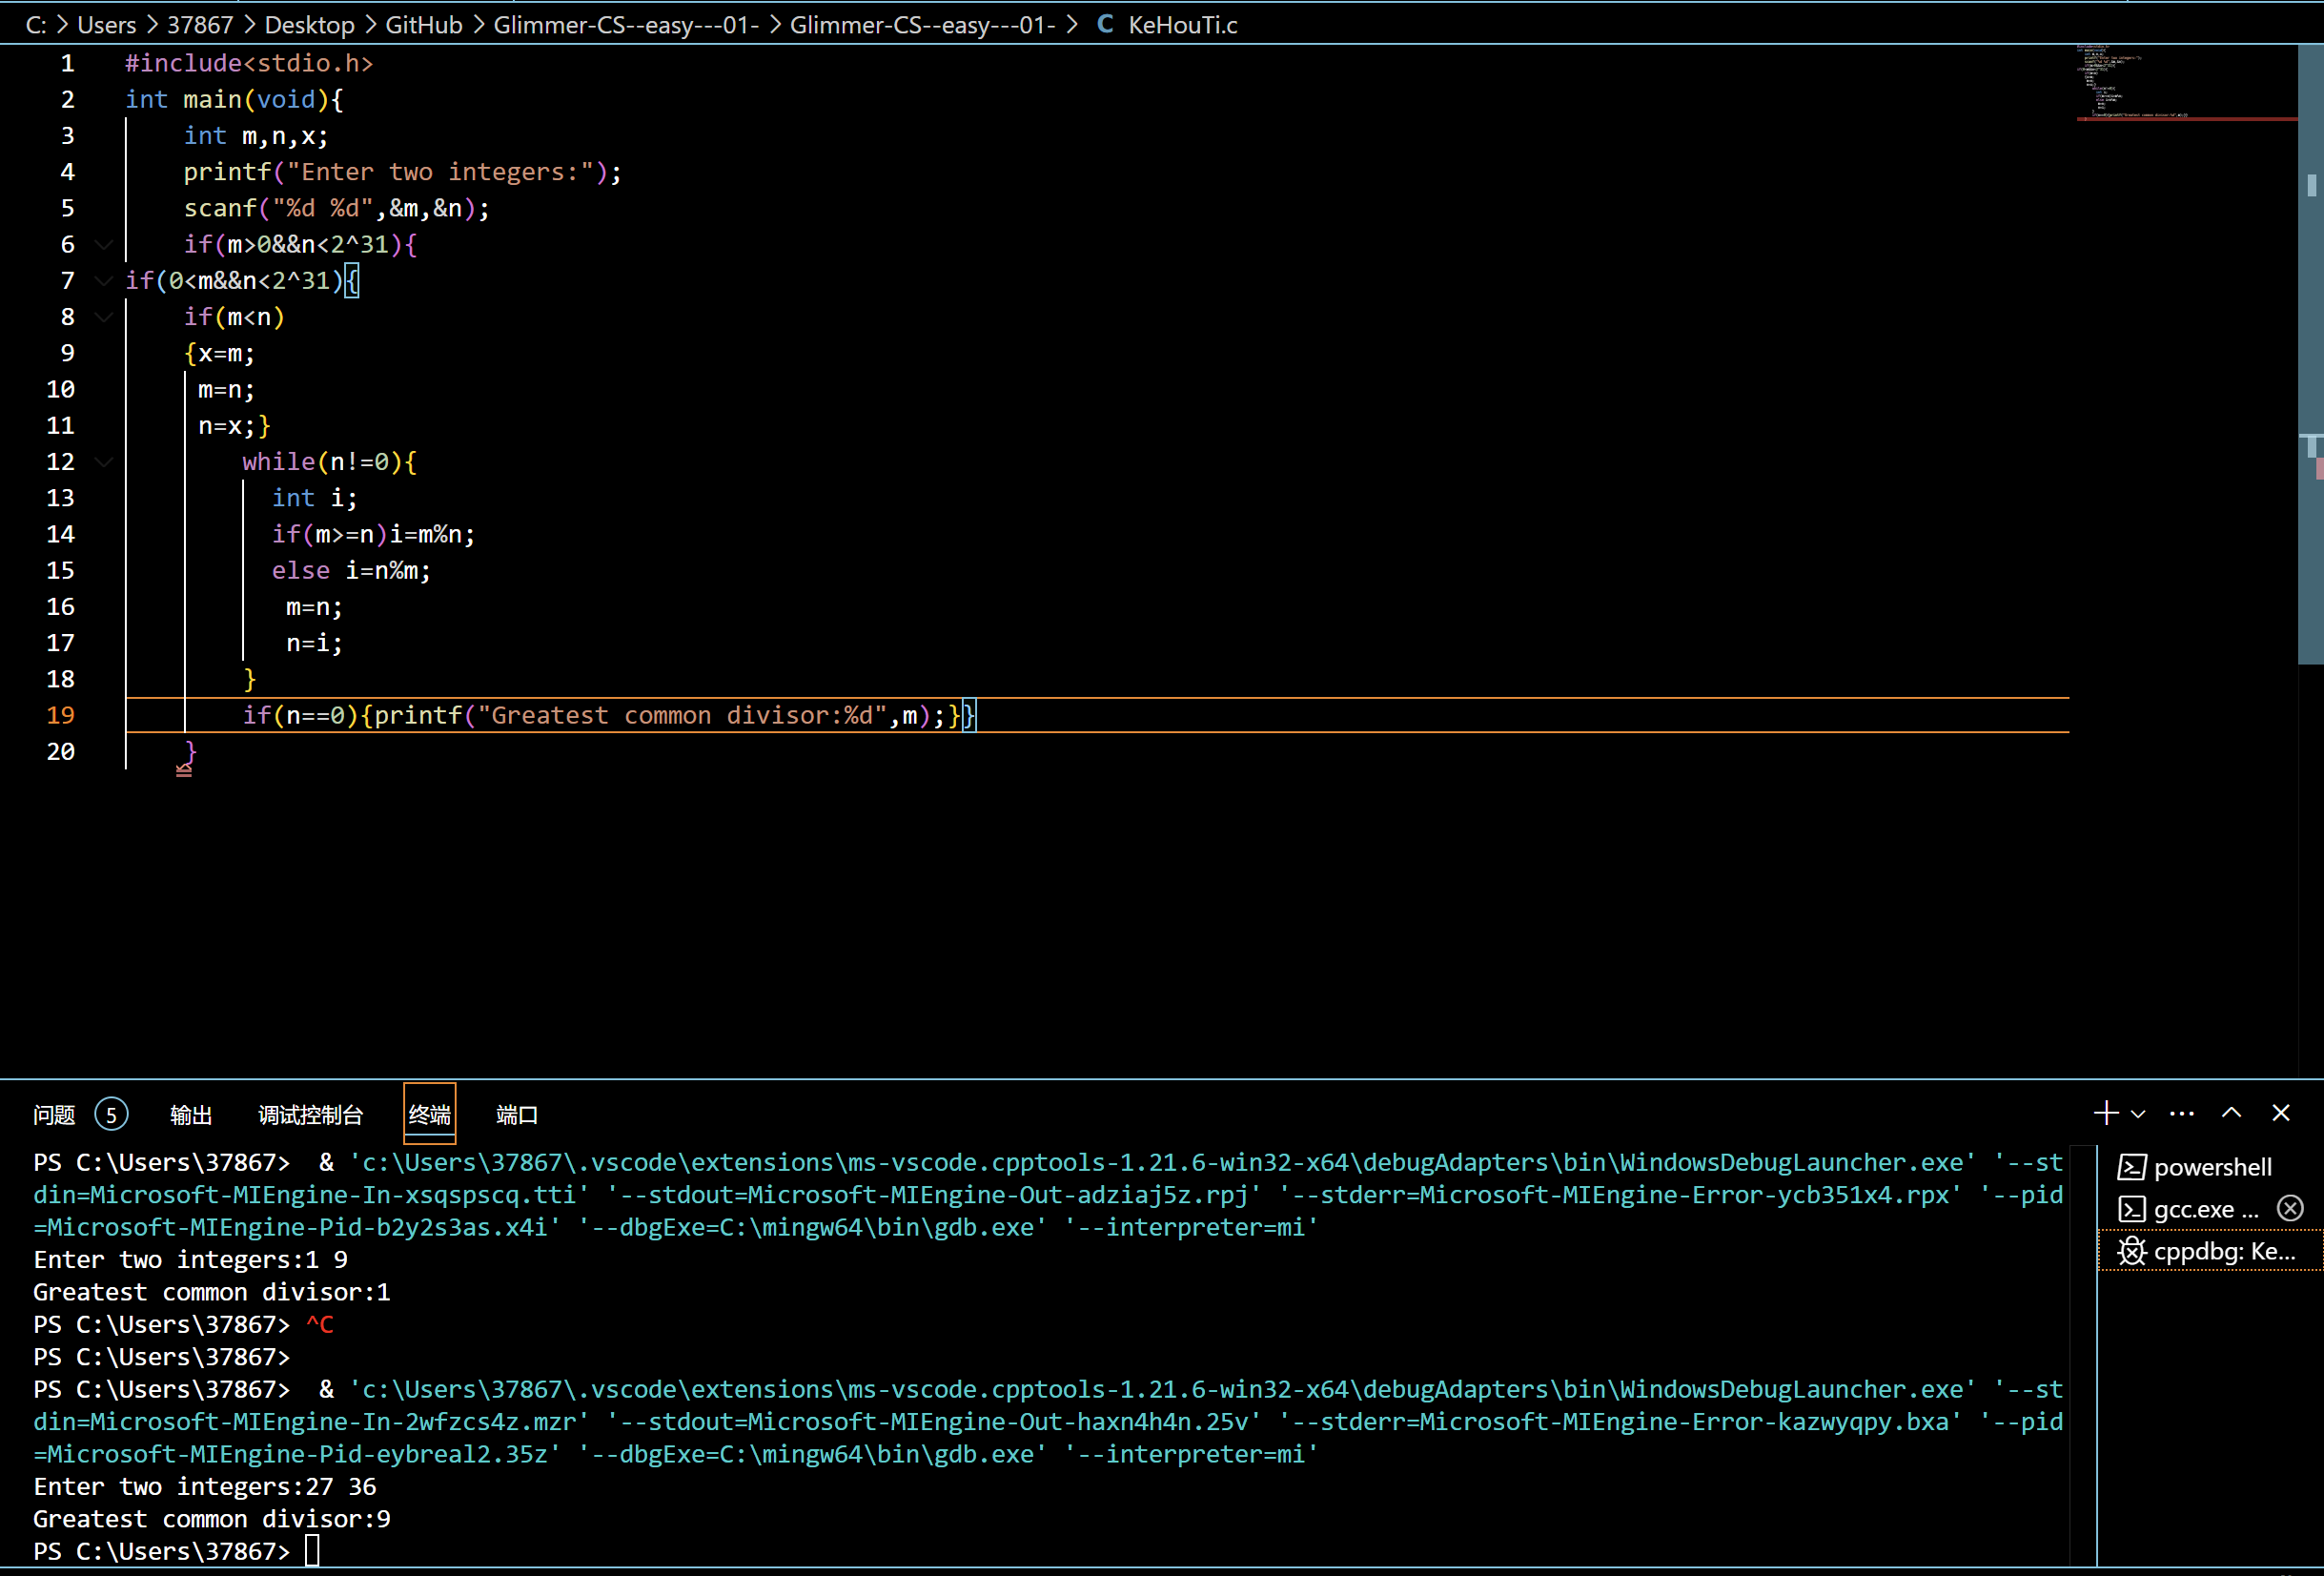 C: > Users > 37867 > Desktop > GitHub > Glimmer-CS--easy---01- > Glimmer-CS--easy---01- > C KeHouTi.c
1 #include<stdio.h>
2 int main(void){
3     int m,n,x;
4     printf("Enter two integers:");
5     scanf("%d %d",&m,&n);
6     if(m>0&&n<2^31){
7 if(0<m&&n<2^31){
8     if(m<n)
9     {x=m;
10      m=n;
11      n=x;}
12         while(n!=0){
13           int i;
14           if(m>=n)i=m%n;
15           else i=n%m;
16            m=n;
17            n=i;
18         }
19         if(n==0){printf("Greatest common divisor:%d",m);}}
20     }
问题 5 输出 调试控制台 终端 端口
PS C:\Users\37867>  & 'c:\Users\37867\.vscode\extensions\ms-vscode.cpptools-1.21.6-win32-x64\debugAdapters\bin\WindowsDebugLauncher.exe' '--st
din=Microsoft-MIEngine-In-xsqspscq.tti' '--stdout=Microsoft-MIEngine-Out-adziaj5z.rpj' '--stderr=Microsoft-MIEngine-Error-ycb351x4.rpx' '--pid
=Microsoft-MIEngine-Pid-b2y2s3as.x4i' '--dbgExe=C:\mingw64\bin\gdb.exe' '--interpreter=mi'
Enter two integers:1 9
Greatest common divisor:1
PS C:\Users\37867> ^C
PS C:\Users\37867>
PS C:\Users\37867>  & 'c:\Users\37867\.vscode\extensions\ms-vscode.cpptools-1.21.6-win32-x64\debugAdapters\bin\WindowsDebugLauncher.exe' '--st
din=Microsoft-MIEngine-In-2wfzcs4z.mzr' '--stdout=Microsoft-MIEngine-Out-haxn4h4n.25v' '--stderr=Microsoft-MIEngine-Error-kazwyqpy.bxa' '--pid
=Microsoft-MIEngine-Pid-eybreal2.35z' '--dbgExe=C:\mingw64\bin\gdb.exe' '--interpreter=mi'
Enter two integers:27 36
Greatest common divisor:9
PS C:\Users\37867>
powershell
gcc.exe ...
cppdbg: Ke...